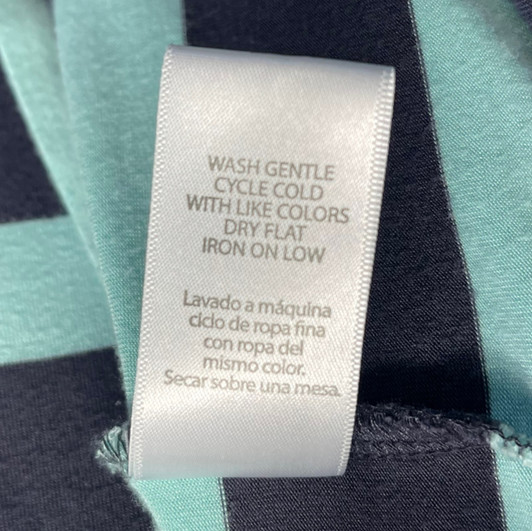 WASH GENTLE
CYCLE COLD
WITH LIKE COLORS
DRY FLAT
IRON ON LOW
Lavado a máquina
ciclo de ropa fina
con ropa del
mismo color.
Secar sobre una mesa.